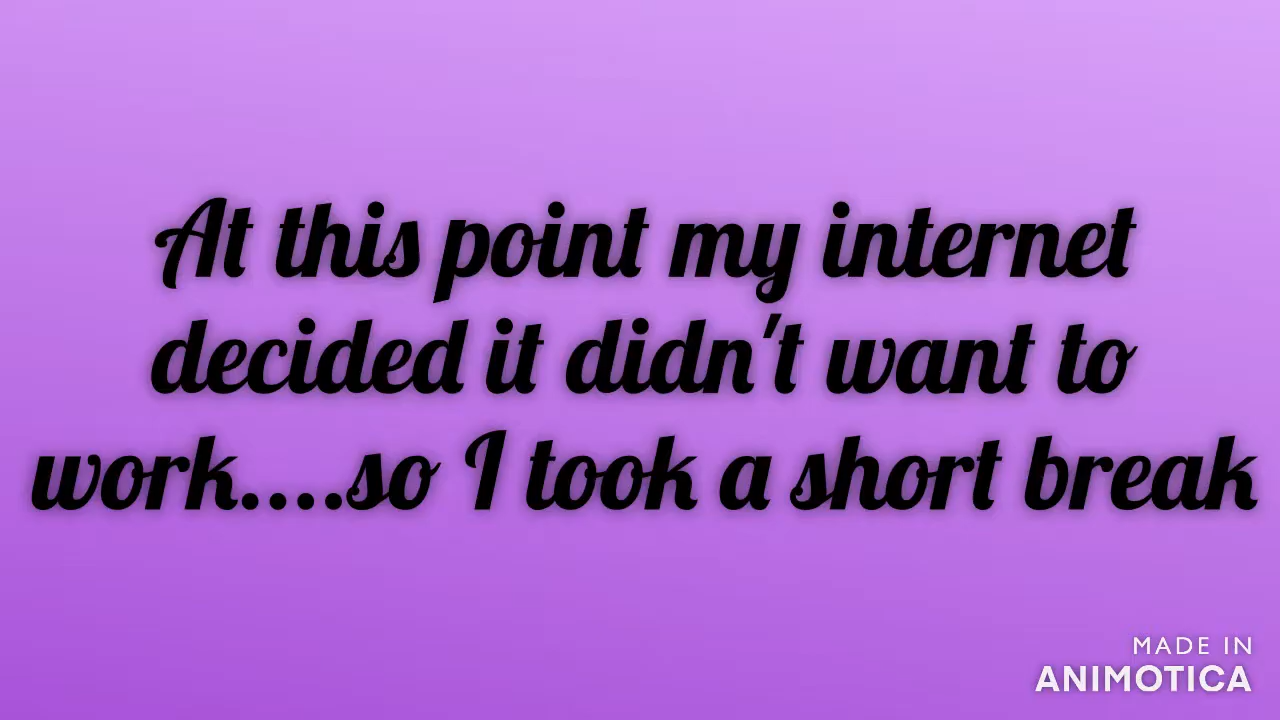 At this point my internet
decided it didn't want to
work....so I took a short break
MADE IN
ANIMOTICA